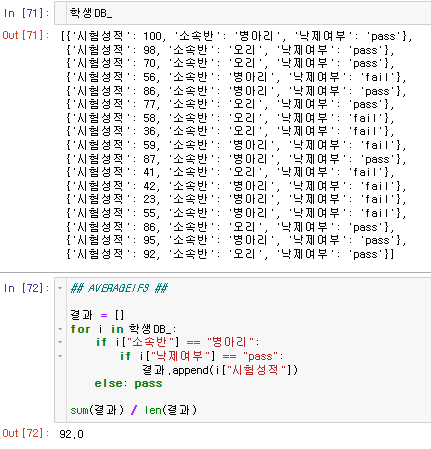 In [71]: 학생DB_
Out [71]: [{'시험성적': 100, '소속반': '병아리', '낙제여부': 'pass'},
{'시험성적': 98, '소속반': '오리', '낙제여부': 'pass'},
{'시험성적': 70, '소속반': '오리', '낙제여부': 'pass'},
{'시험성적': 56, '소속반': '병아리', '낙제여부': 'fail'},
{'시험성적': 86, '소속반': '병아리', '낙제여부': 'pass'},
{'시험성적': 77, '소속반': '오리', '낙제여부': 'pass'},
{'시험성적': 58, '소속반': '오리', '낙제여부': 'fail'},
{'시험성적': 36, '소속반': '오리', '낙제여부': 'fail'},
{'시험성적': 59, '소속반': '병아리', '낙제여부': 'fail'},
{'시험성적': 87, '소속반': '병아리', '낙제여부': 'pass'},
{'시험성적': 41, '소속반': '오리', '낙제여부': 'fail'},
{'시험성적': 42, '소속반': '병아리', '낙제여부': 'fail'},
{'시험성적': 23, '소속반': '병아리', '낙제여부': 'fail'},
{'시험성적': 55, '소속반': '병아리', '낙제여부': 'fail'},
{'시험성적': 86, '소속반': '오리', '낙제여부': 'pass'},
{'시험성적': 95, '소속반': '병아리', '낙제여부': 'pass'},
{'시험성적': 92, '소속반': '오리', '낙제여부': 'pass'}]
In [72]: ## AVERAGEIFS ##
결과 = []
for i in 학생DB_:
if i["소속반"] == "병아리":
if i["낙제여부"] == "pass":
결과.append(i["시험성적"])
else: pass
sum(결과) / len(결과)
Out [72]: 92.0